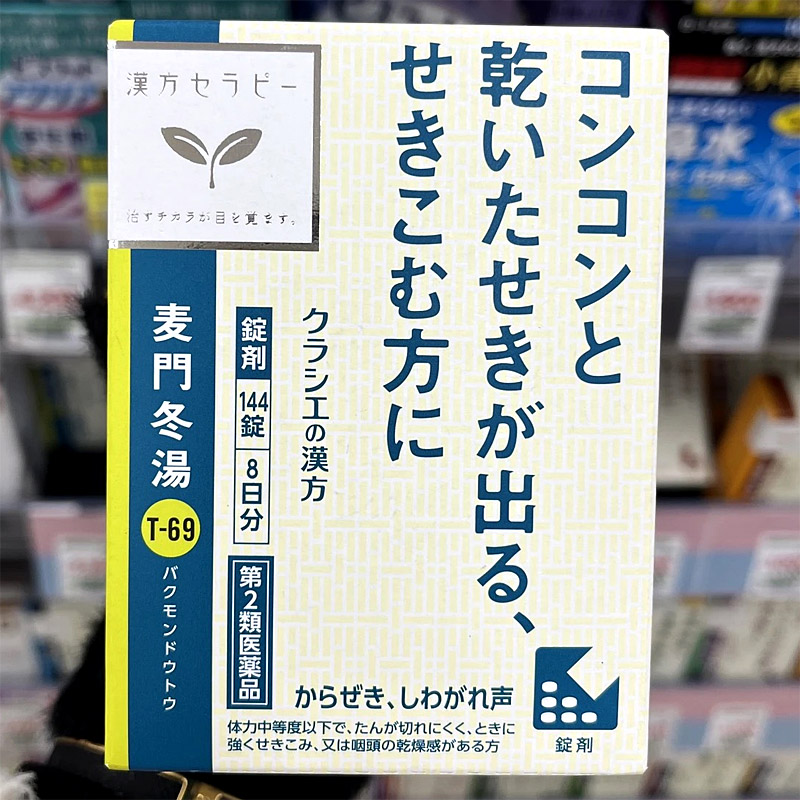 漢方セラピー
治すチカラが目を覚ます。
コンコンと
乾いたせきが出る、
せきこむ方に
クラシエの漢方
錠剤
144錠
8日分
第2類医薬品
麦門冬湯
T-69
バクモンドウトウ
からぜき、しわがれ声
体力中等度以下で、たんが切れにくく、ときに
強くせきこみ、又は咽頭の乾燥感がある方
錠剤
鼻水